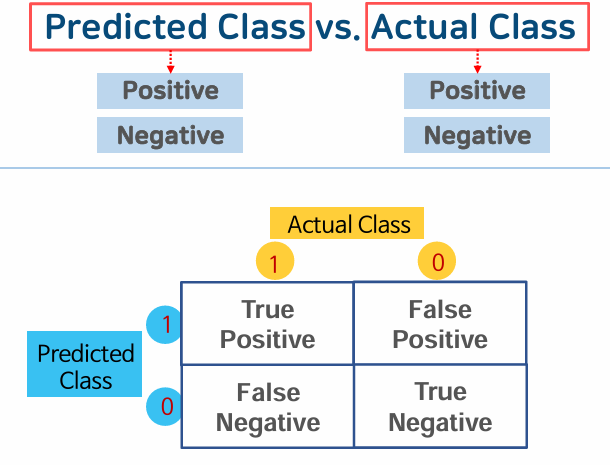 Predicted Class vs. Actual Class
Positive Positive
Negative Negative
Actual Class
1 0
1
True Positive
False Positive
Predicted Class
0
False Negative
True Negative